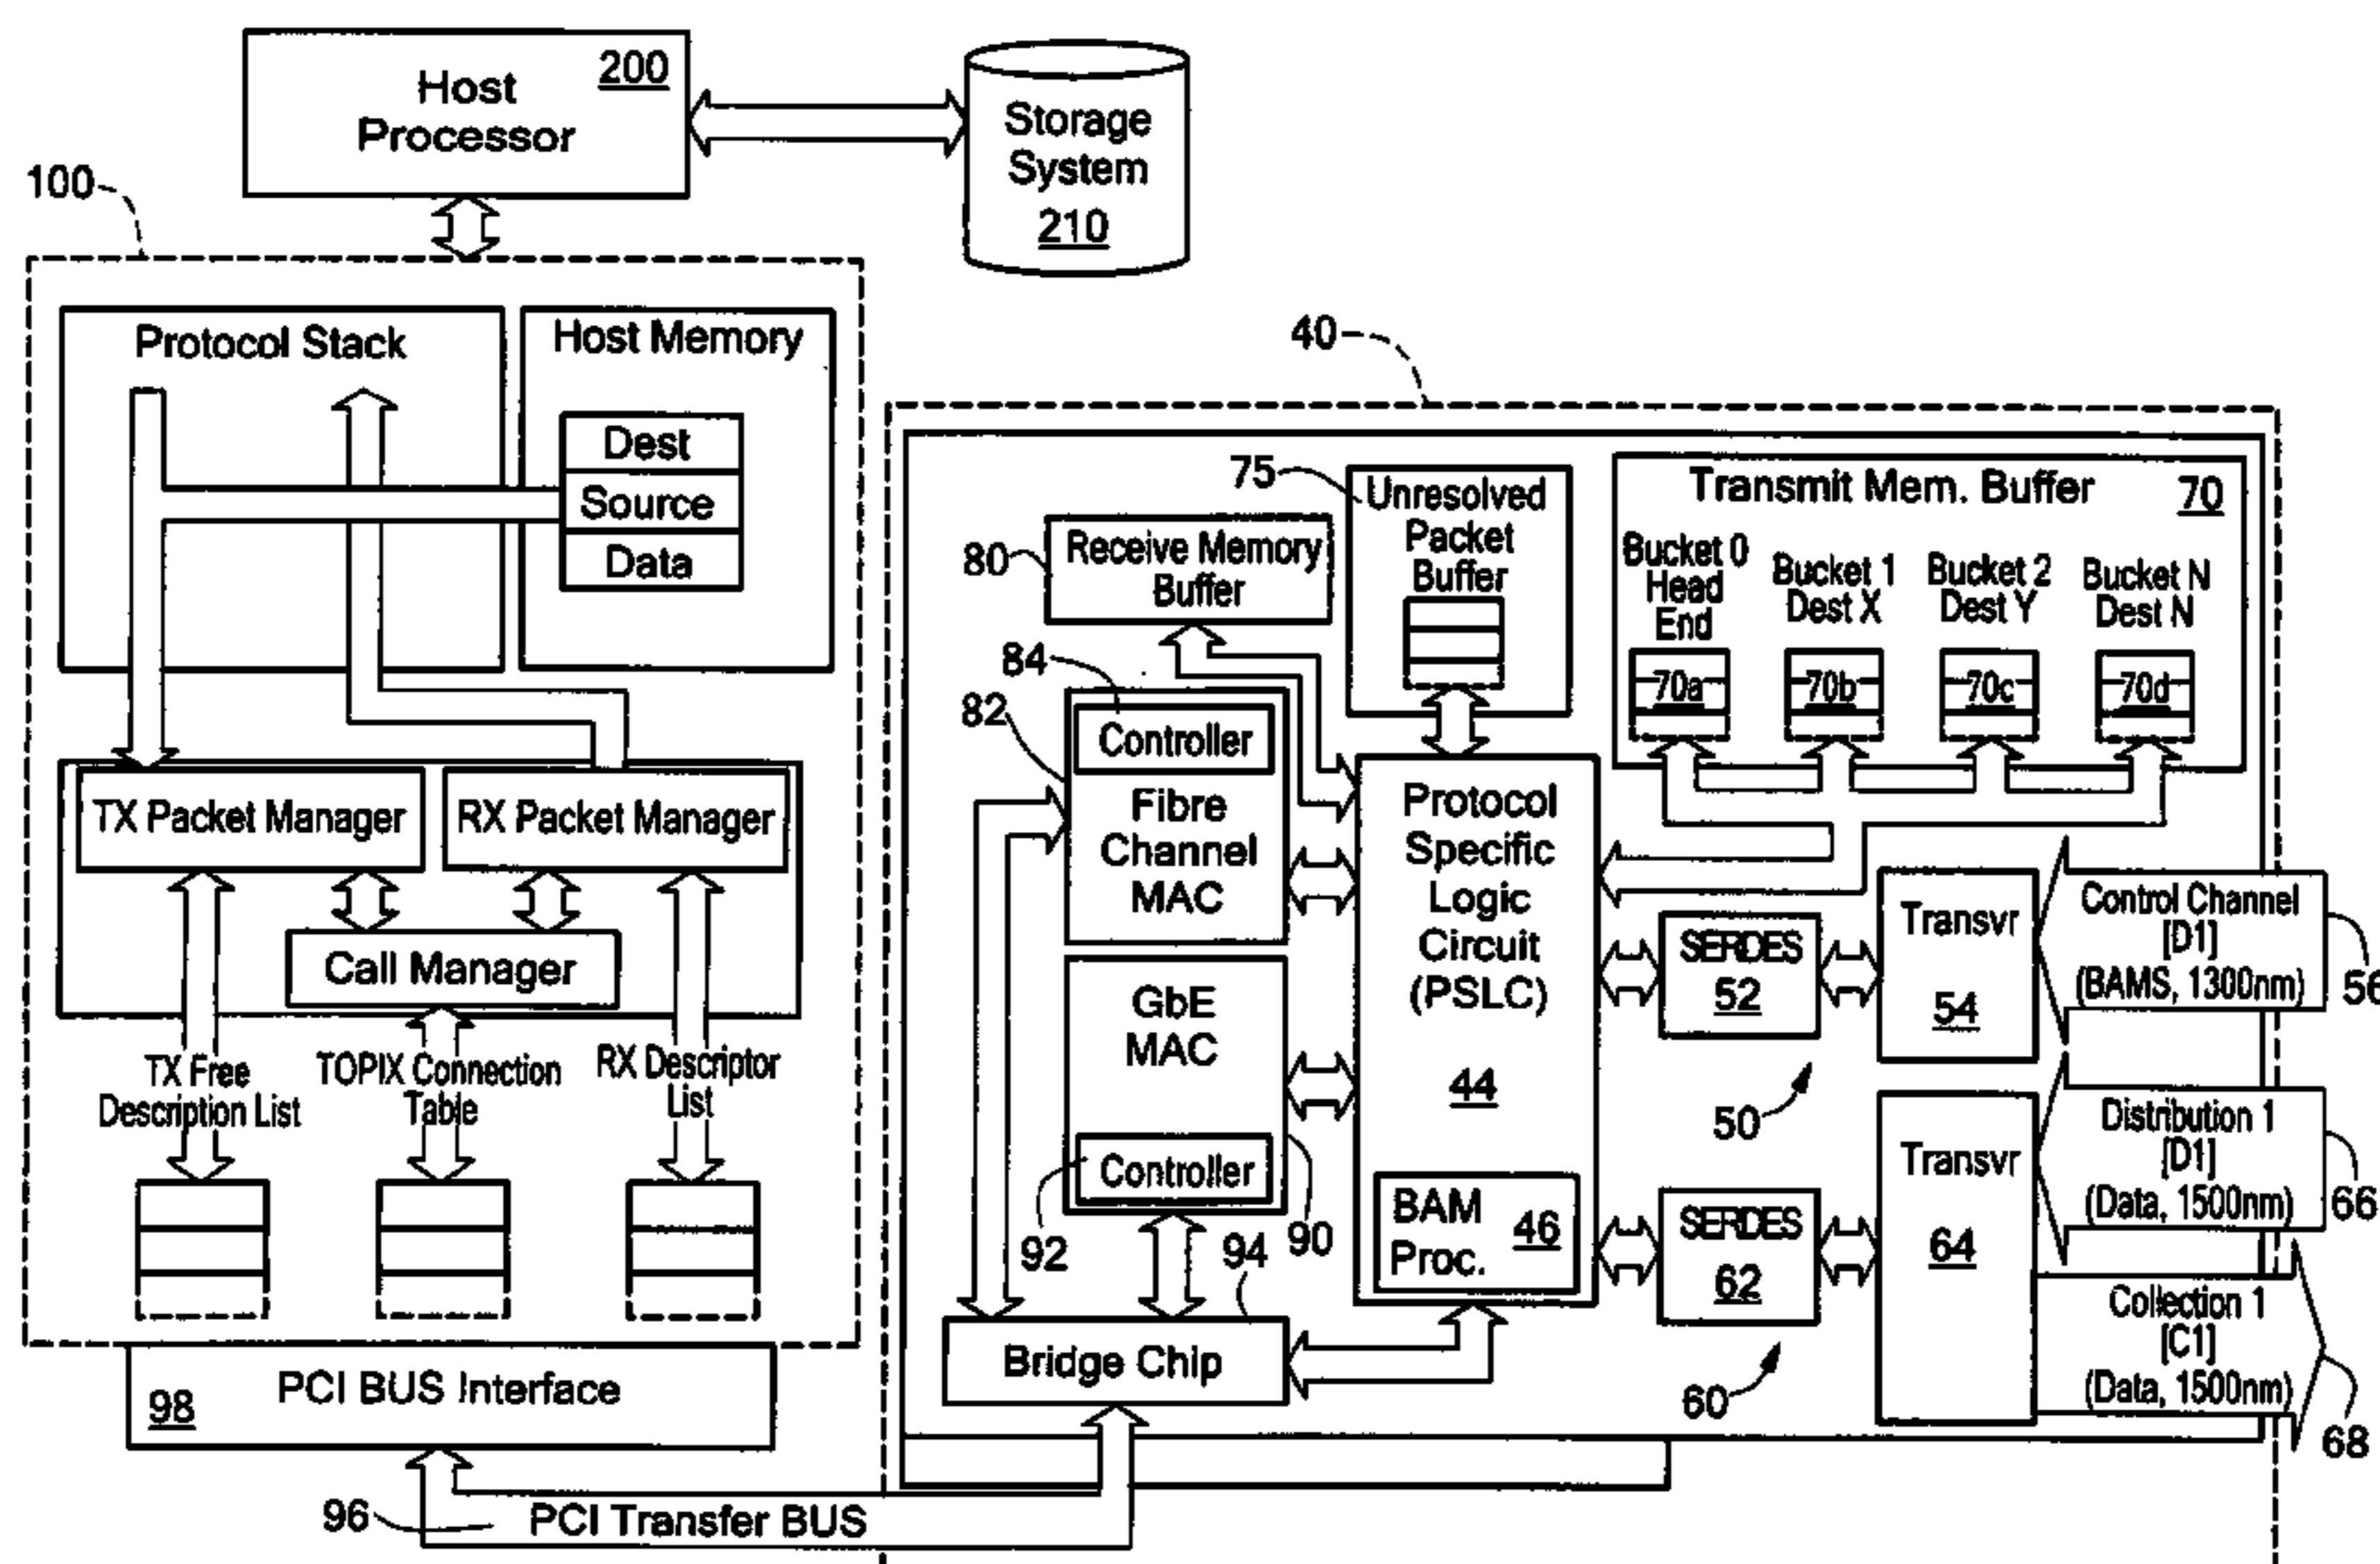 200
Host
Processor
Storage
System
210
100
Protocol Stack
Host Memory
Dest
Source
Data
TX Packet Manager
RX Packet Manager
Call Manager
TX Free
Description List
TOPIX Connection
Table
RX Descriptor
List
PCI BUS Interface
98
96
PCI Transfer BUS
40
75
Unresolved
Packet
Buffer
Transmit Mem. Buffer
70
Bucket 0
Head
End
Bucket 1
Dest X
Bucket 2
Dest Y
Bucket N
Dest N
70a
70b
70c
70d
80
Receive Memory
Buffer
84
82
Controller
Fibre
Channel
MAC
GbE
MAC
Controller
92
90
94
Bridge Chip
Protocol
Specific
Logic
Circuit
(PSLC)
44
BAM
Proc.
46
SERDES
52
Transvr
54
Control Channel
[D1]
(BAMS, 1300nm)
56
50
SERDES
62
60
Transvr
64
Distribution 1
[D1]
(Data, 1500nm)
66
Collection 1
[C1]
(Data, 1500nm)
68